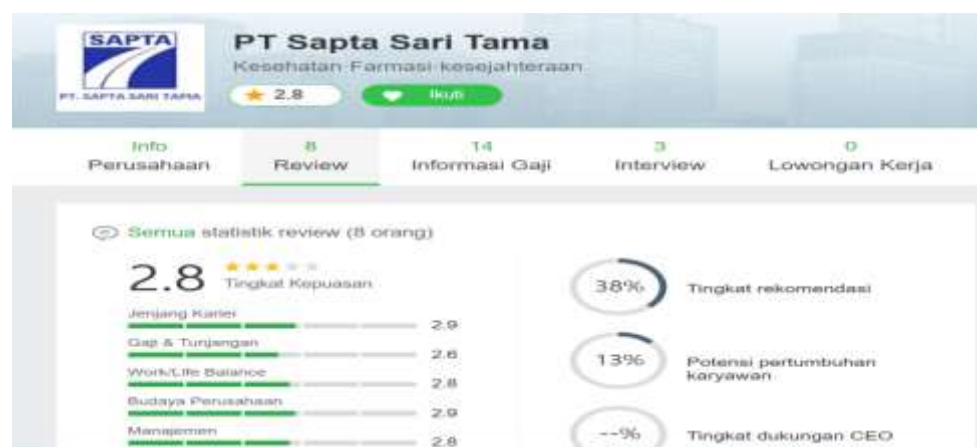 SAPTA
PT. SAPTA SARI TAMA
PT Sapta Sari Tama
Kesehatan-Farmasi-kesejahteraan
2.8
Ikuti
Info
Perusahaan
8
Review
14
Informasi Gaji
3
Interview
0
Lowongan Kerja
Semua statistik review (8 orang)
2.8
Tingkat Kepuasan
Jenjang Karier
2.9
Gaji & Tunjangan
2.6
Work/Life Balance
2.8
Budaya Perusahaan
2.9
Manajemen
2.8
38%
Tingkat rekomendasi
13%
Potensi pertumbuhan
karyawan
--%
Tingkat dukungan CEO